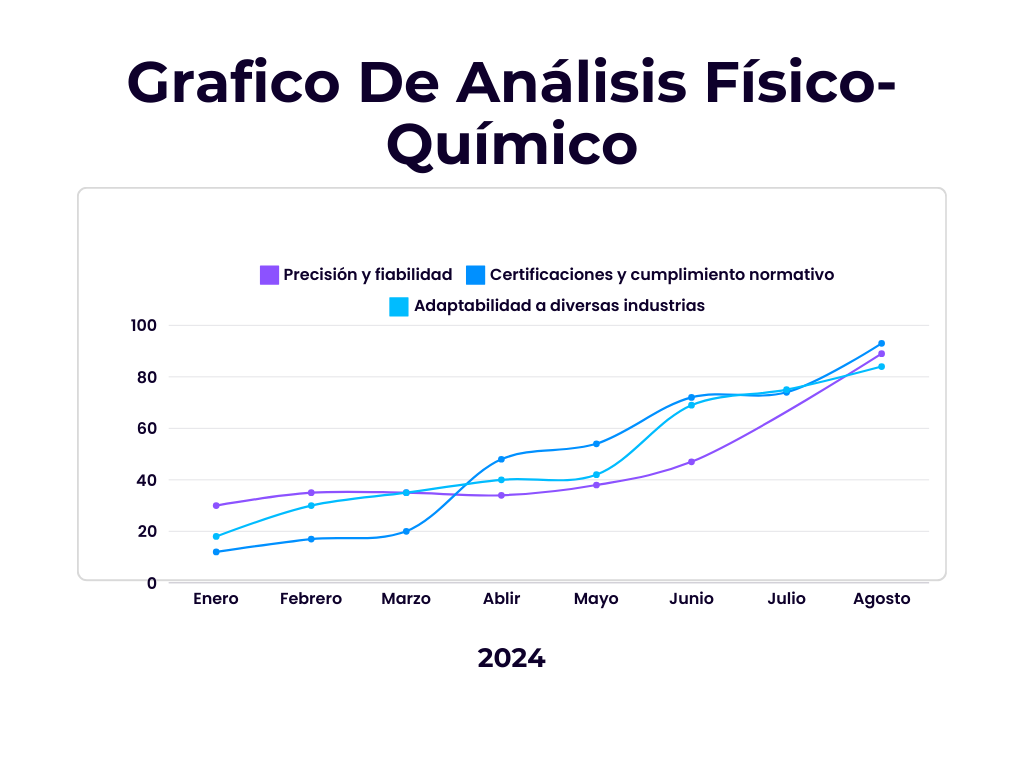 Grafico De Análisis Físico-
Químico
Precisión y fiabilidad
Certificaciones y cumplimiento normativo
Adaptabilidad a diversas industrias
100
80
60
40
20
0
Enero Febrero Marzo Ablir Mayo Junio Julio Agosto
2024